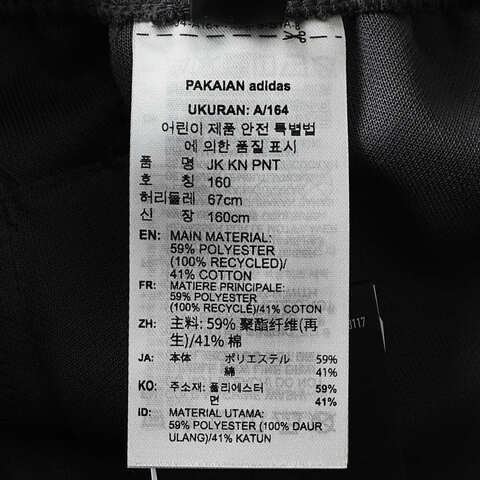 PAKAIAN adidas
UKURAN: A/164
어린이 제품 안전 특별법
에 의한 품질 표시
품 명 JK KN PNT
호 칭 160
허리둘레 67cm
신 장 160cm
EN: MAIN MATERIAL:
59% POLYESTER
(100% RECYCLED)/
41% COTTON
FR: MATIERE PRINCIPALE:
59% POLYESTER
(100% RECYCLÉ)/41% COTON
ZH: 主料: 59% 聚酯纤维(再
生)/41% 棉
JA: 本体 ポリエステル 59%
綿 41%
KO: 주소재: 폴리에스터 59%
면 41%
ID: MATERIAL UTAMA:
59% POLYESTER (100% DAUR
ULANG)/41% KATUN